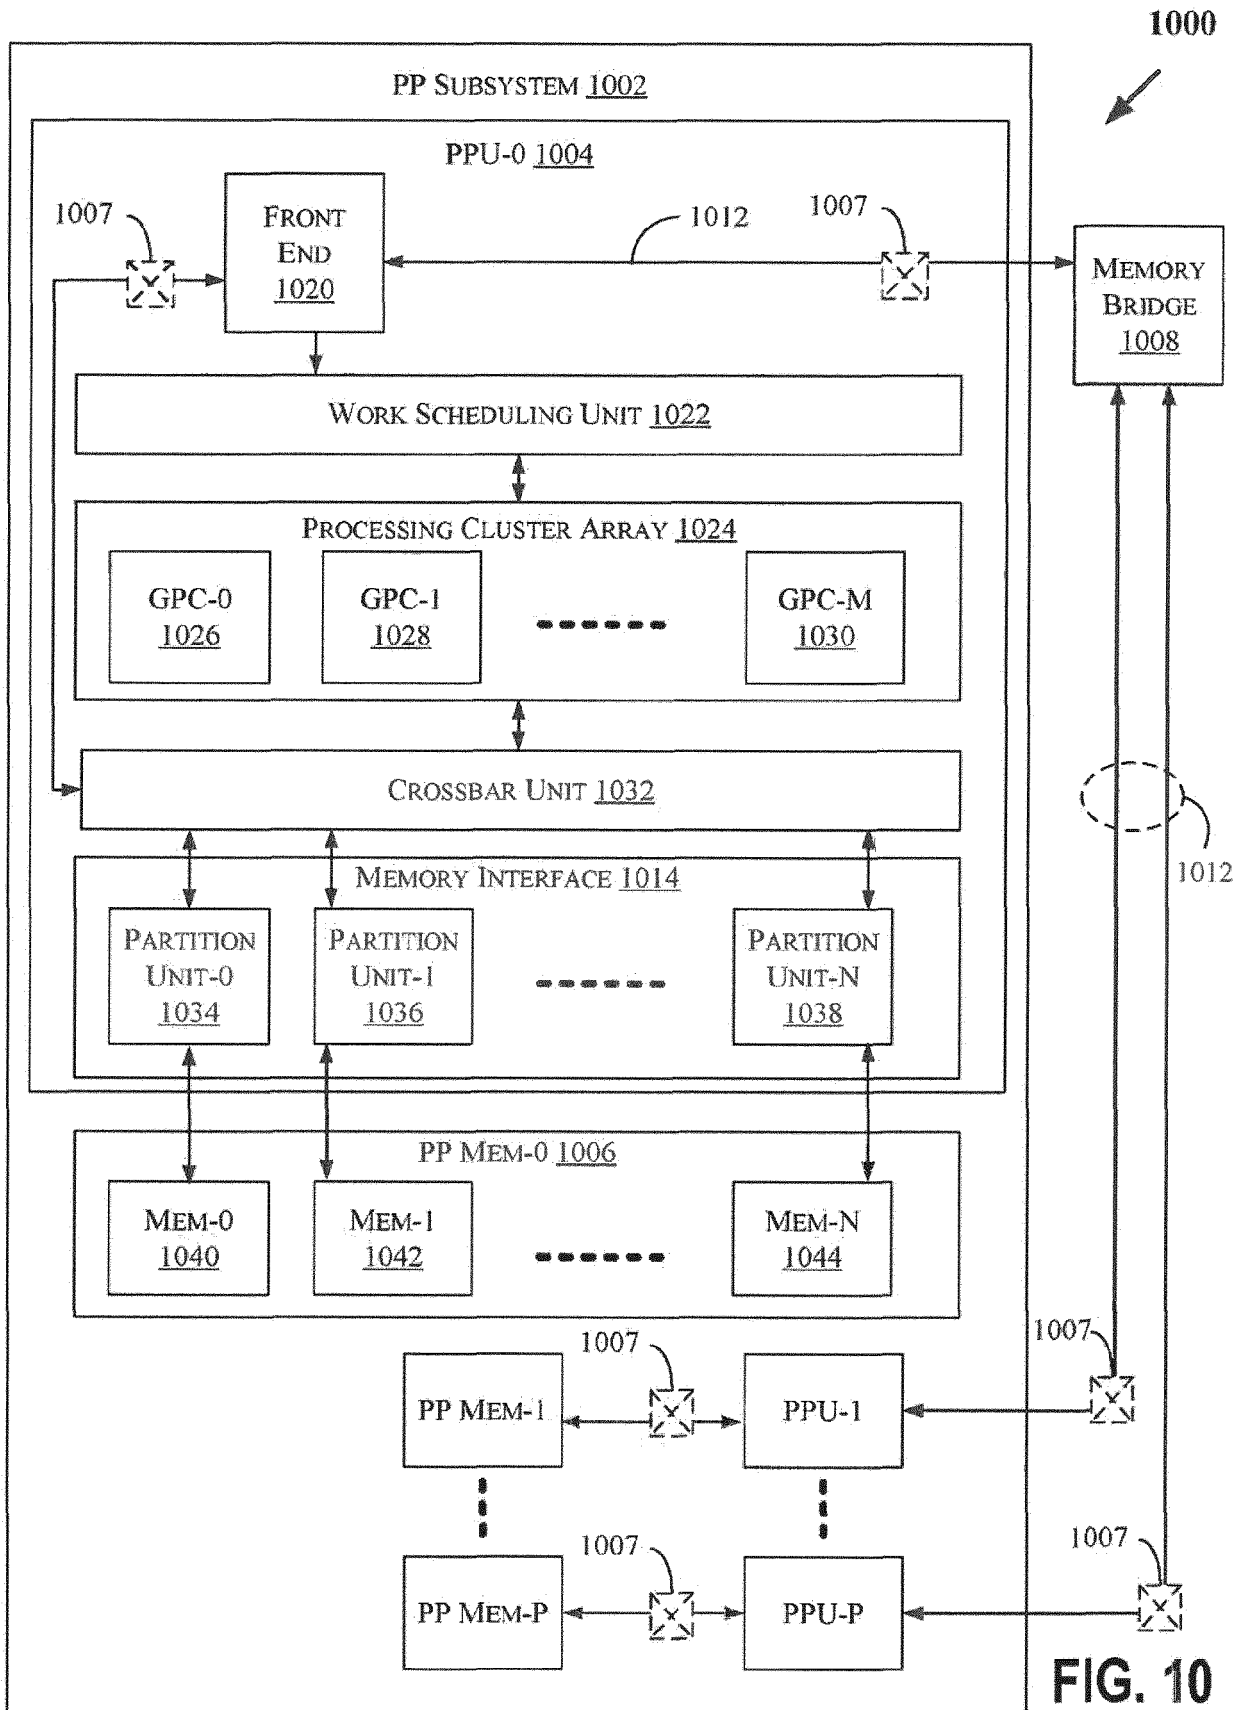 1000
PP SUBSYSTEM 1002
PPU-0 1004
1007
FRONT
END
1020
1012
1007
MEMORY
BRIDGE
1008
WORK SCHEDULING UNIT 1022
PROCESSING CLUSTER ARRAY 1024
GPC-0
1026
GPC-1
1028
GPC-M
1030
CROSSBAR UNIT 1032
1012
MEMORY INTERFACE 1014
PARTITION
UNIT-0
1034
PARTITION
UNIT-1
1036
PARTITION
UNIT-N
1038
PP MEM-0 1006
MEM-0
1040
MEM-1
1042
MEM-N
1044
1007
1007
PP MEM-1
PPU-1
1007
1007
PP MEM-P
PPU-P
FIG. 10